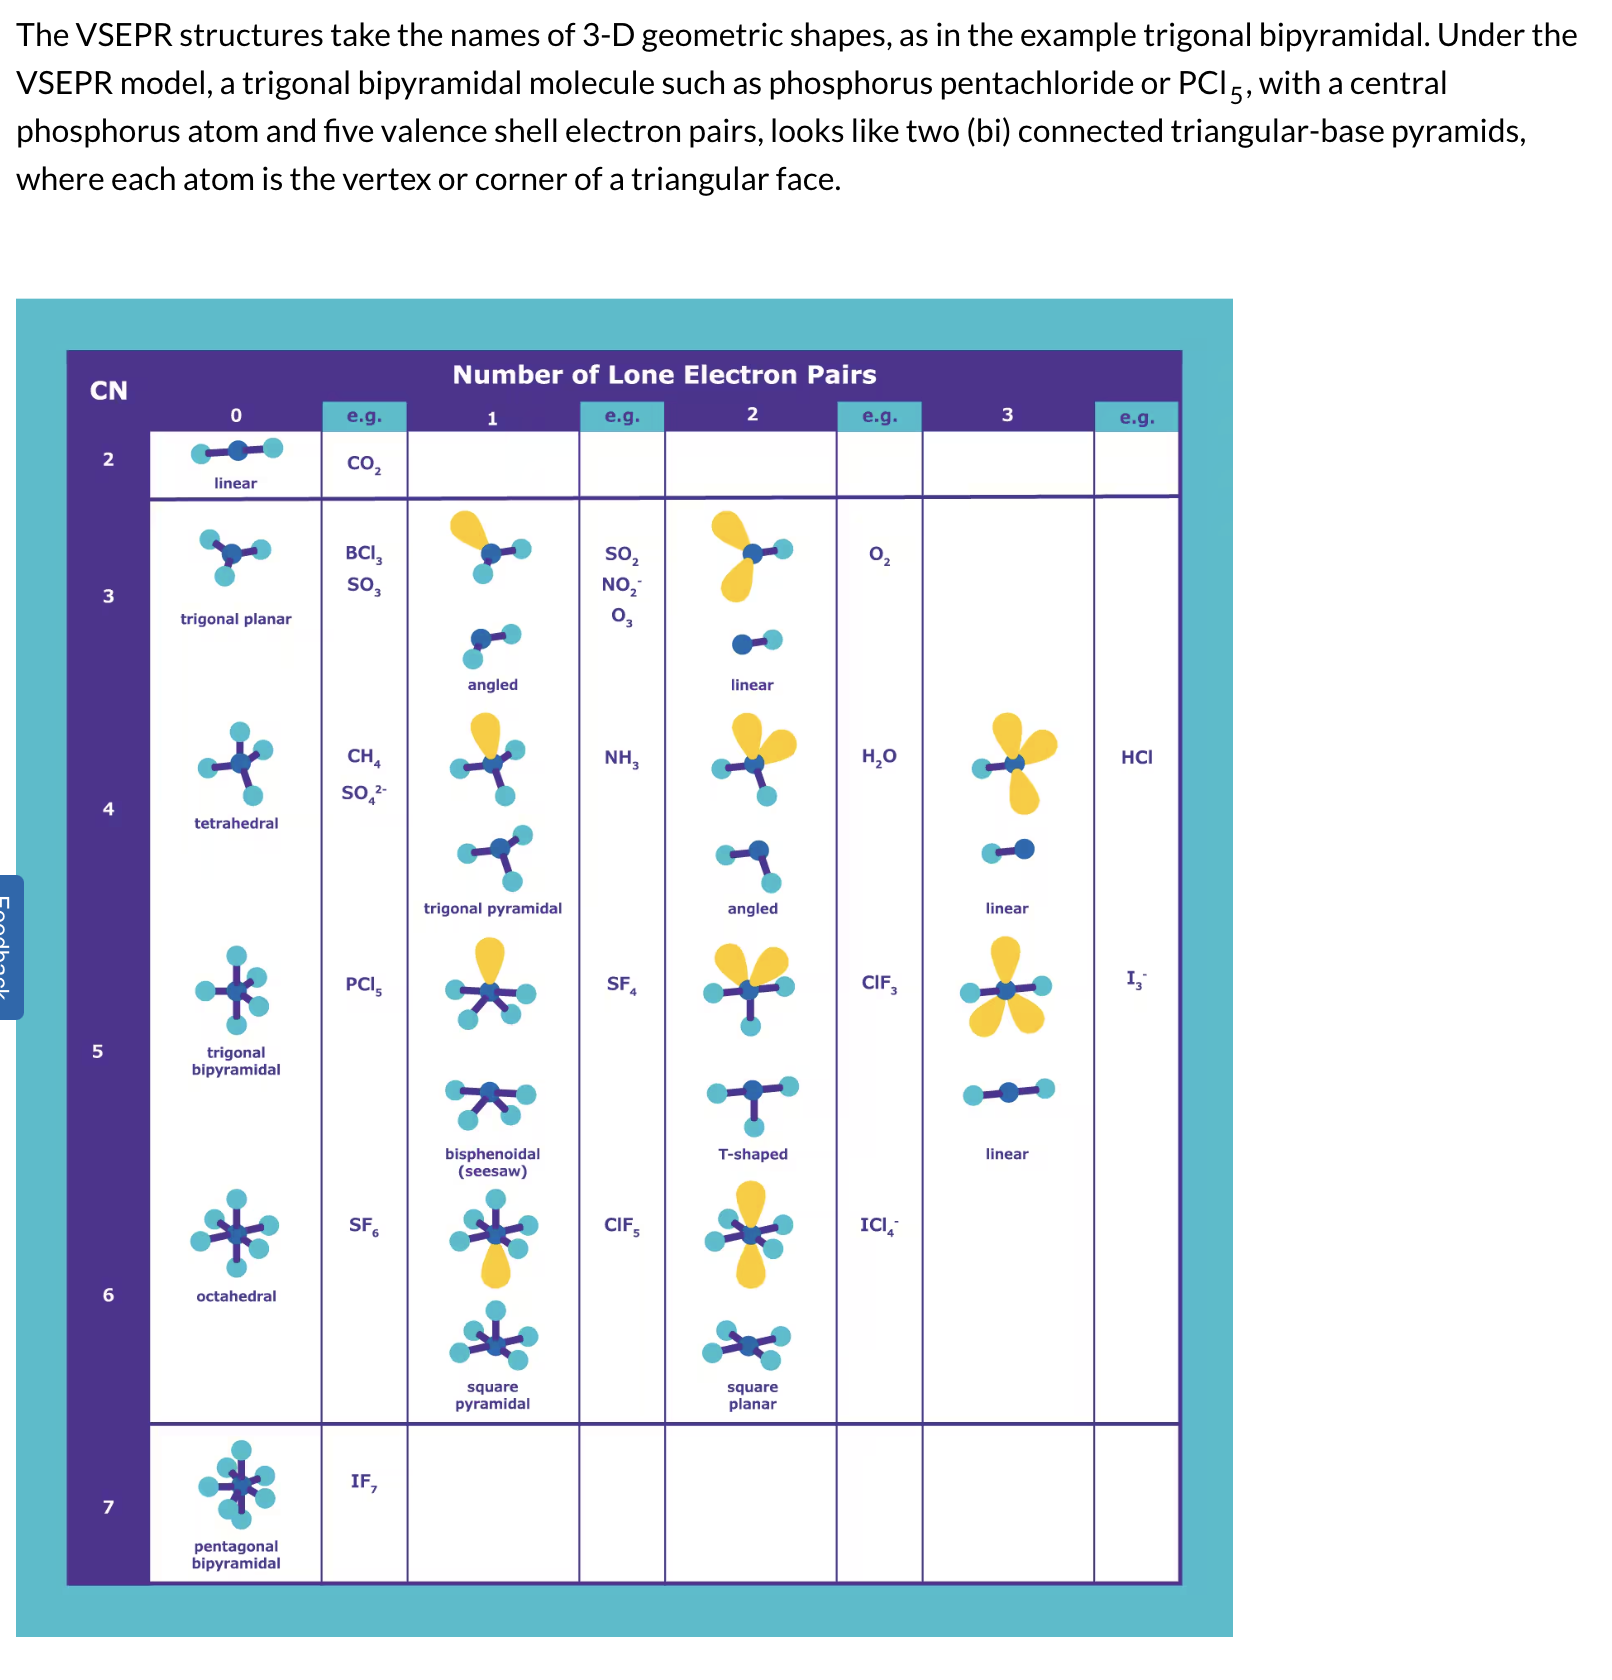 The VSEPR structures take the names of 3-D geometric shapes, as in the example trigonal bipyramidal. Under the
VSEPR model, a trigonal bipyramidal molecule such as phosphorus pentachloride or PCl₅, with a central
phosphorus atom and five valence shell electron pairs, looks like two (bi) connected triangular-base pyramids,
where each atom is the vertex or corner of a triangular face.
CN
Number of Lone Electron Pairs
0 e.g. 1 e.g. 2 e.g. 3 e.g.
2
CO₂
linear
3
BCl₃ SO₂ O₂
SO₃ NO₂⁻
O₃
trigonal planar
angled linear
4
CH₄ NH₃ H₂O HCl
SO₄²⁻
tetrahedral
trigonal pyramidal angled linear
5
PCl₅ SF₄ ClF₃ I₃⁻
trigonal
bipyramidal
bisphenoidal T-shaped linear
(seesaw)
6
SF₆ ClF₅ ICl₄⁻
octahedral
square square
pyramidal planar
7
IF₇
pentagonal
bipyramidal
Feedback